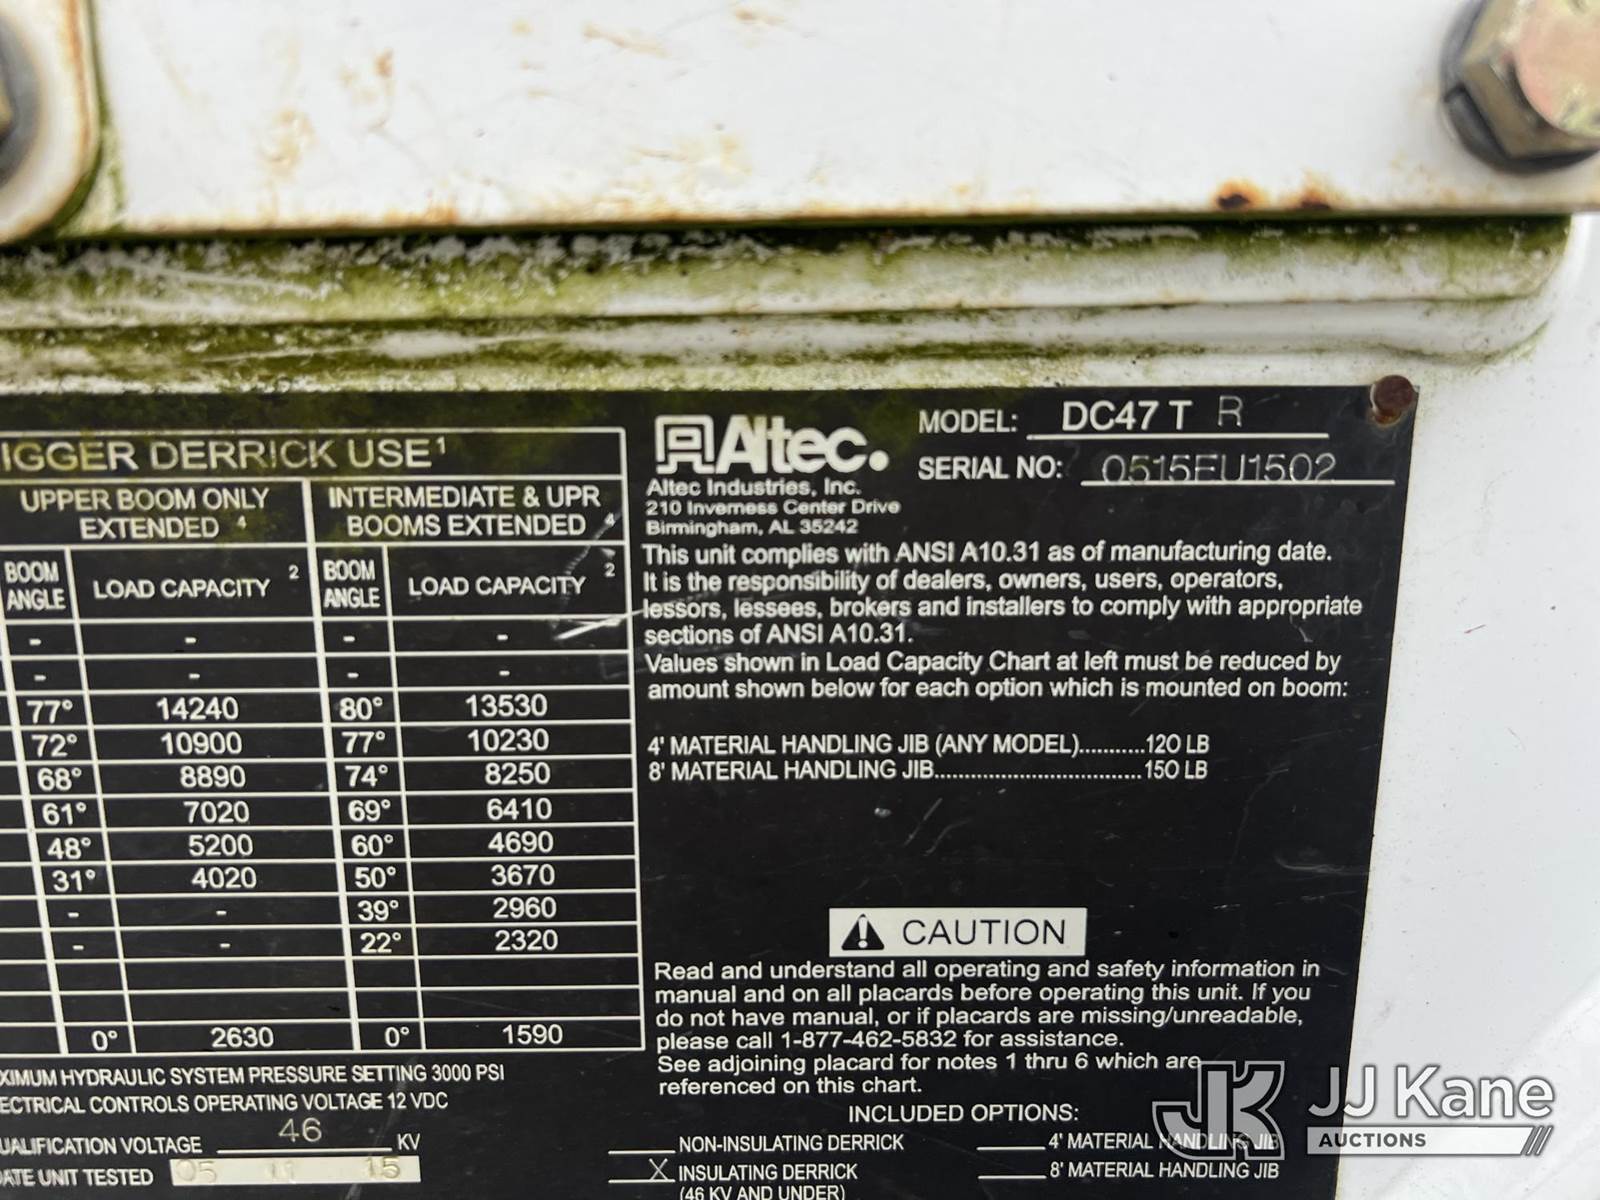 IGGER DERRICK USE¹
UPPER BOOM ONLY
EXTENDED ⁴
INTERMEDIATE & UPR
BOOMS EXTENDED ⁴
BOOM
ANGLE
LOAD CAPACITY ²
BOOM
ANGLE
LOAD CAPACITY ²
- - - -
- - - -
77° 14240 80° 13530
72° 10900 77° 10230
68° 8890 74° 8250
61° 7020 69° 6410
48° 5200 60° 4690
31° 4020 50° 3670
- - 39° 2960
- - 22° 2320
0° 2630 0° 1590
XIMUM HYDRAULIC SYSTEM PRESSURE SETTING 3000 PSI
ECTRICAL CONTROLS OPERATING VOLTAGE 12 VDC
UALIFICATION VOLTAGE 46 KV
DATE UNIT TESTED 05 15
Altec.
Altec Industries, Inc.
210 Inverness Center Drive
Birmingham, AL 35242
MODEL: DC47 T R
SERIAL NO: 0515EU1502
This unit complies with ANSI A10.31 as of manufacturing date.
It is the responsibility of dealers, owners, users, operators,
lessors, lessees, brokers and installers to comply with appropriate
sections of ANSI A10.31.
Values shown in Load Capacity Chart at left must be reduced by
amount shown below for each option which is mounted on boom:
4' MATERIAL HANDLING JIB (ANY MODEL)...........120 LB
8' MATERIAL HANDLING JIB...................................150 LB
CAUTION
Read and understand all operating and safety information in
manual and on all placards before operating this unit. If you
do not have manual, or if placards are missing/unreadable,
please call 1-877-462-5832 for assistance.
See adjoining placard for notes 1 thru 6 which are
referenced on this chart.
INCLUDED OPTIONS:
NON-INSULATING DERRICK
X INSULATING DERRICK
(46 KV AND UNDER)
4' MATERIAL HANDLING JIB
8' MATERIAL HANDLING JIB
JK JJ Kane
AUCTIONS